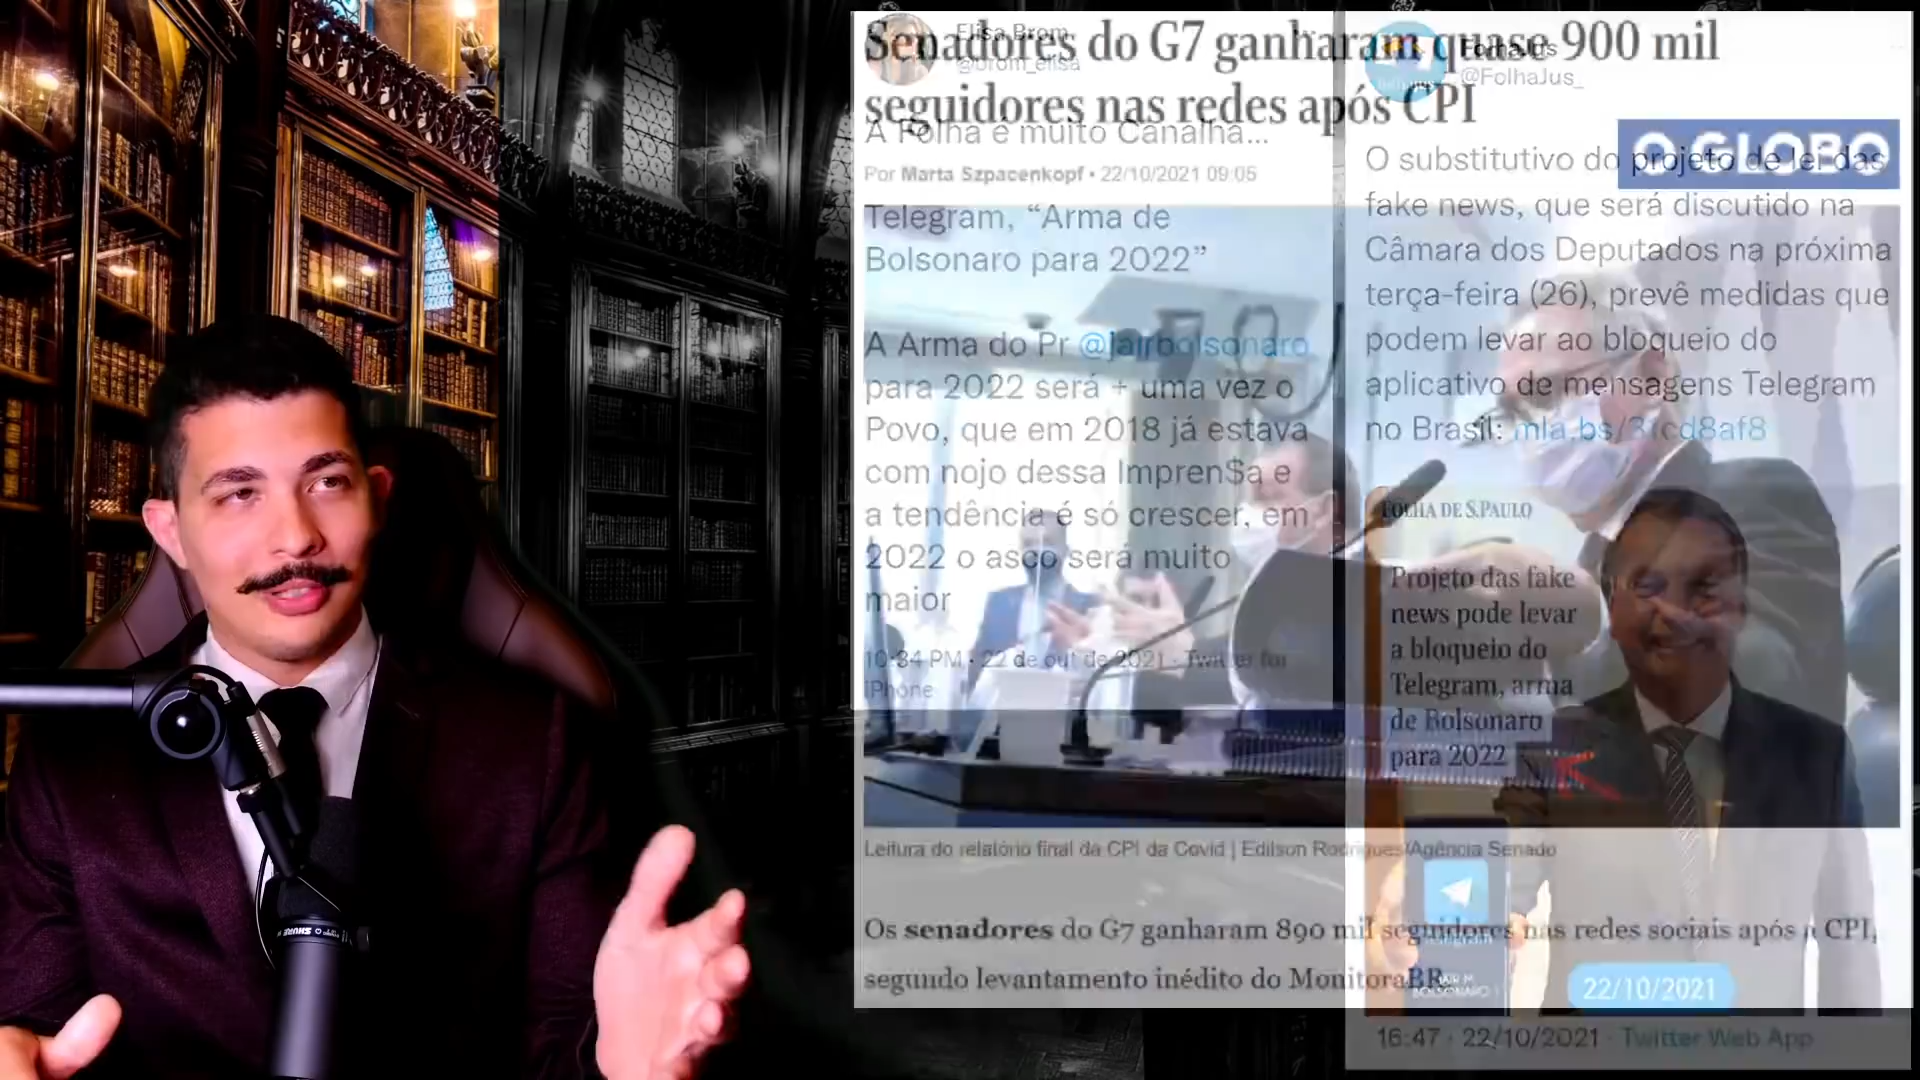 Senadores do G7 ganharam quase 900 mil
seguidores nas redes após CPI
Por Marta Szpacenkopf • 22/10/2021 09:05
O GLOBO
Leitura do relatório final da CPI da Covid | Edilson Rodrigues/Agência Senado
Os senadores do G7 ganharam 890 mil seguidores nas redes sociais após a CPI,
segundo levantamento inédito do MonitoraBR
Elisa Brom
@brom_elisa
A Folha é muito Canalha...
Telegram, “Arma de
Bolsonaro para 2022”
A Arma do Pr @jairbolsonaro
para 2022 será + uma vez o
Povo, que em 2018 já estava
com nojo dessa Impren$a e
a tendência é só crescer, em
2022 o asco será muito
maior
10:34 PM · 22 de out de 2021 · Twitter for
iPhone
FolhaJus
@FolhaJus_
O substitutivo do projeto de lei das
fake news, que será discutido na
Câmara dos Deputados na próxima
terça-feira (26), prevê medidas que
podem levar ao bloqueio do
aplicativo de mensagens Telegram
no Brasil: mla.bs/3fcd8af8
FOLHA DE S.PAULO
Projeto das fake
news pode levar
a bloqueio do
Telegram, arma
de Bolsonaro
para 2022
22/10/2021
16:47 · 22/10/2021 · Twitter Web App
SHURE